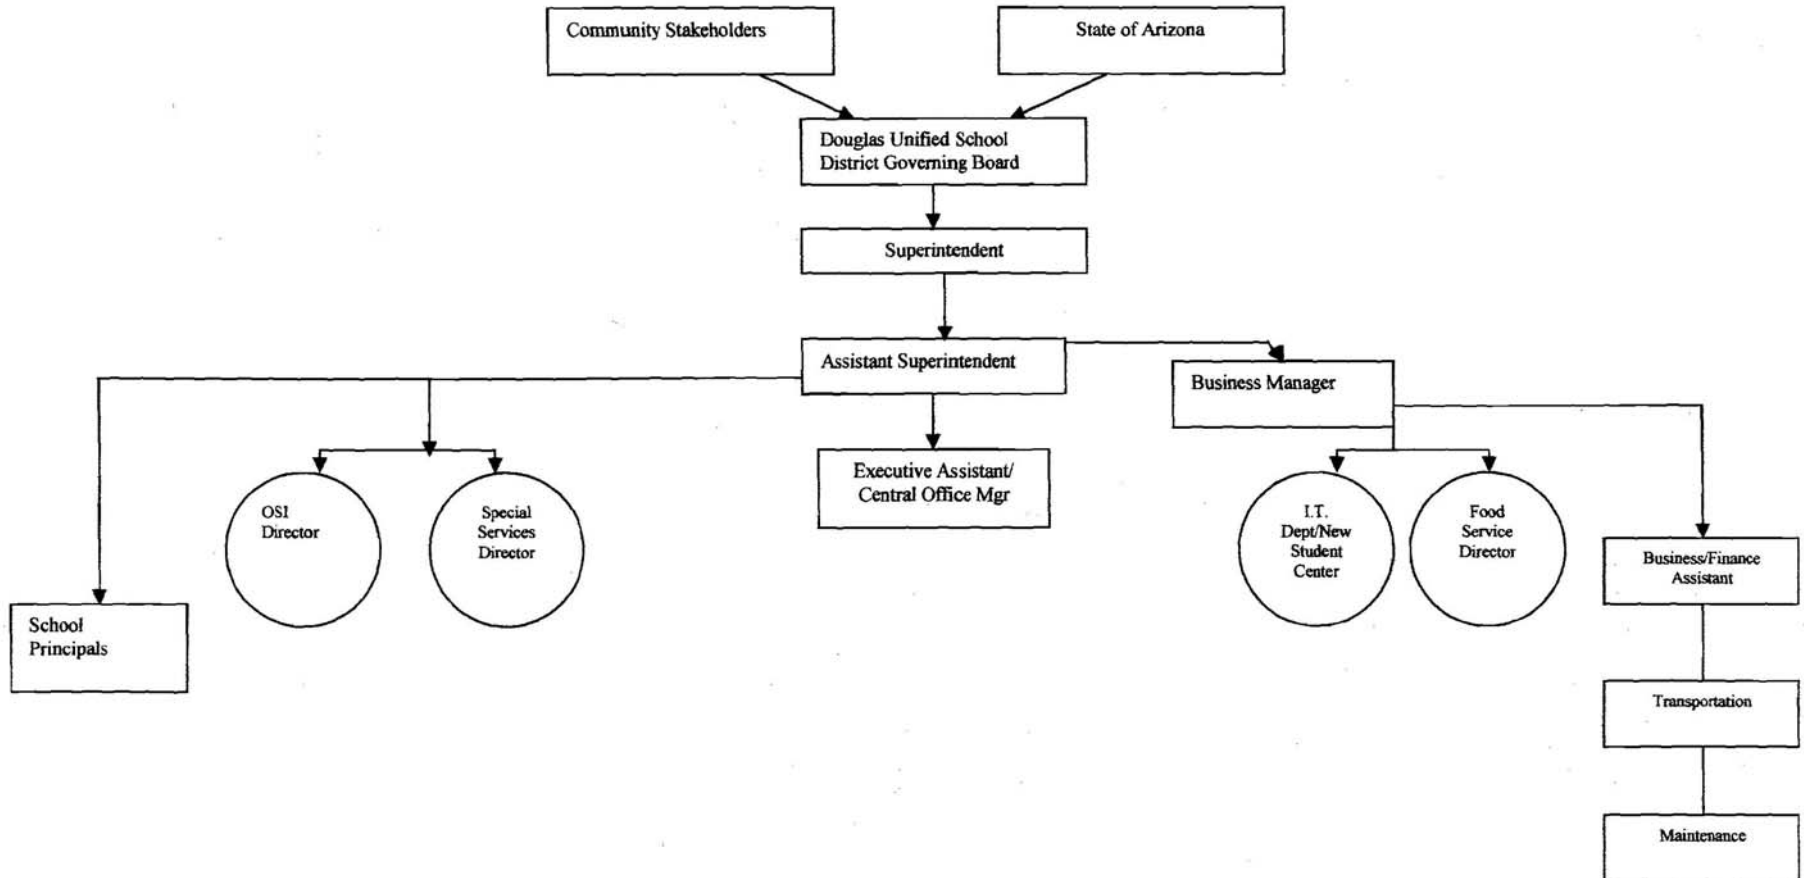 Community Stakeholders
State of Arizona
Douglas Unified School
District Governing Board
Superintendent
Assistant Superintendent
Business Manager
Executive Assistant/
Central Office Mgr
OSI
Director
Special
Services
Director
I.T.
Dept/New
Student
Center
Food
Service
Director
Business/Finance
Assistant
School
Principals
Transportation
Maintenance